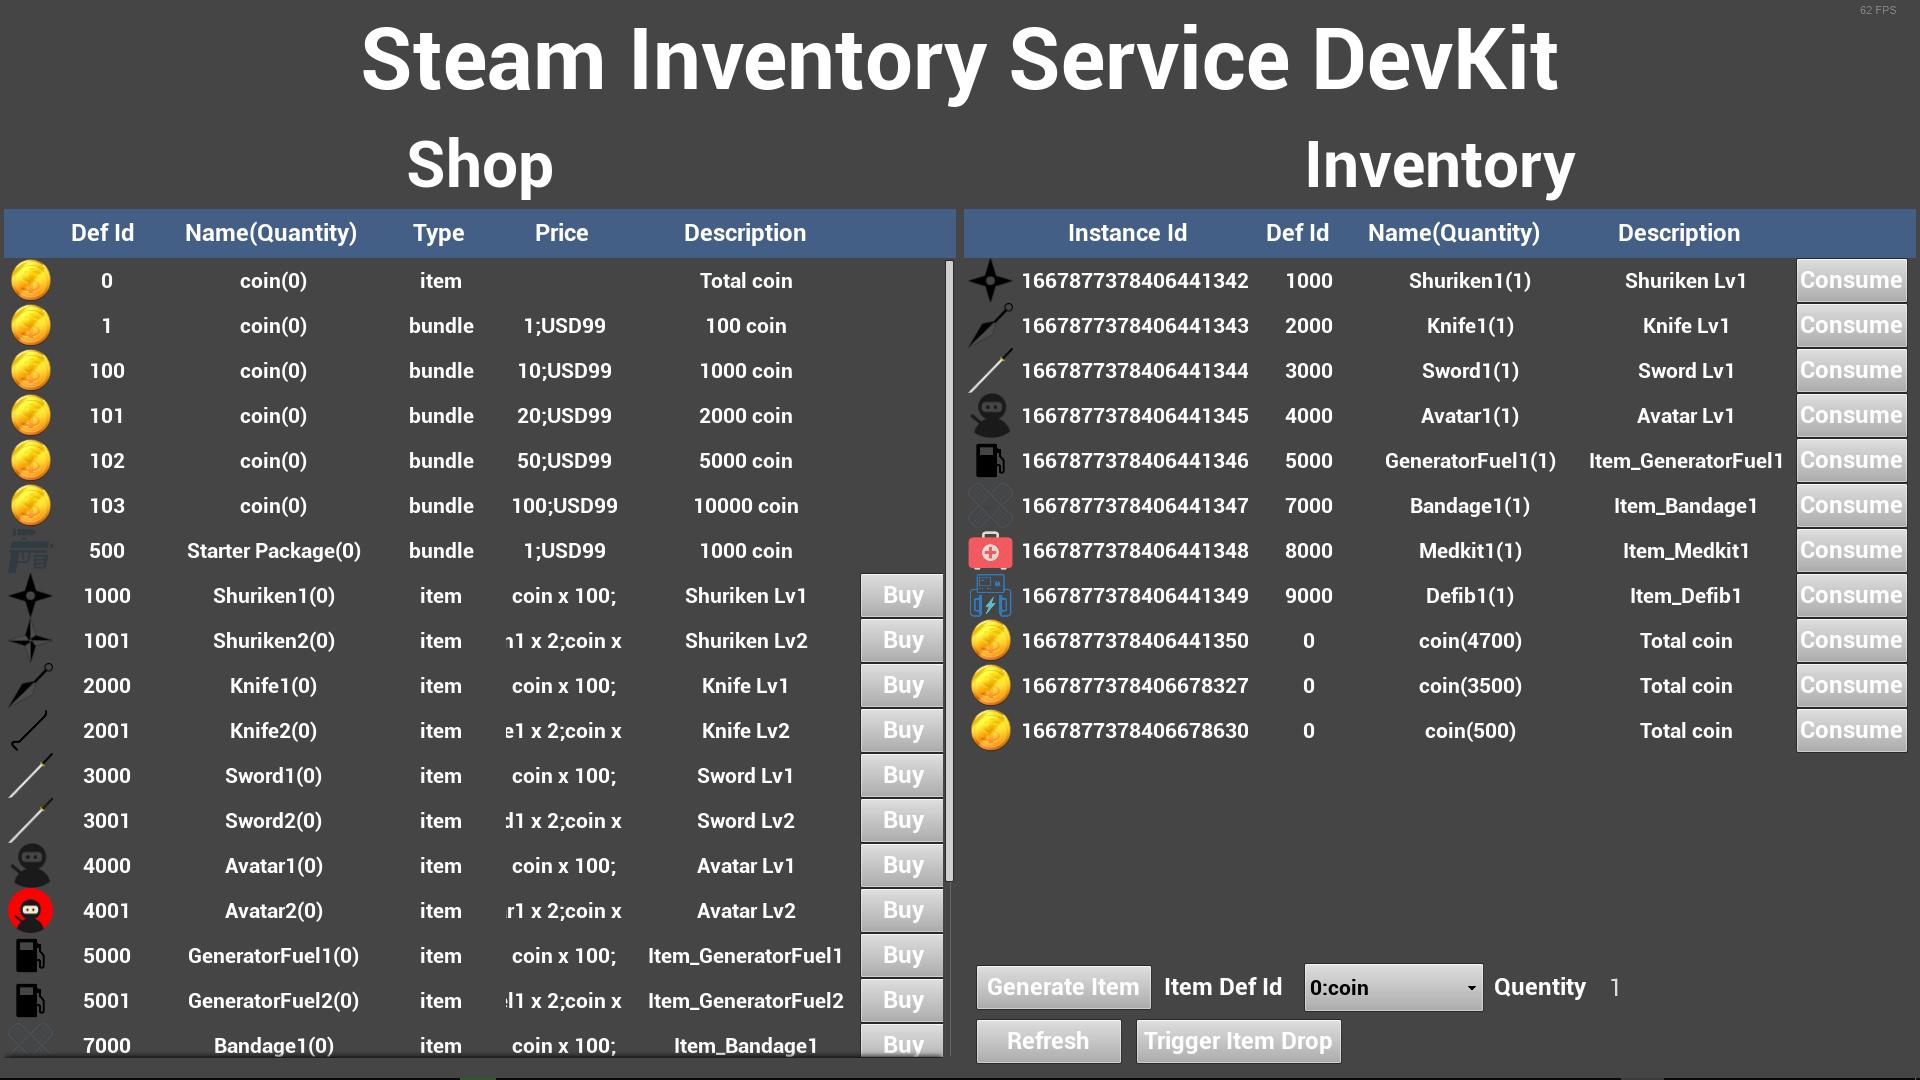 62 FPS
Steam Inventory Service DevKit
Shop
Def Id Name(Quantity) Type Price Description
0 coin(0) item Total coin
1 coin(0) bundle 1;USD99 100 coin
100 coin(0) bundle 10;USD99 1000 coin
101 coin(0) bundle 20;USD99 2000 coin
102 coin(0) bundle 50;USD99 5000 coin
103 coin(0) bundle 100;USD99 10000 coin
500 Starter Package(0) bundle 1;USD99 1000 coin
1000 Shuriken1(0) item coin x 100; Shuriken Lv1 Buy
1001 Shuriken2(0) item n1 x 2;coin x Shuriken Lv2 Buy
2000 Knife1(0) item coin x 100; Knife Lv1 Buy
2001 Knife2(0) item e1 x 2;coin x Knife Lv2 Buy
3000 Sword1(0) item coin x 100; Sword Lv1 Buy
3001 Sword2(0) item d1 x 2;coin x Sword Lv2 Buy
4000 Avatar1(0) item coin x 100; Avatar Lv1 Buy
4001 Avatar2(0) item r1 x 2;coin x Avatar Lv2 Buy
5000 GeneratorFuel1(0) item coin x 100; Item_GeneratorFuel1 Buy
5001 GeneratorFuel2(0) item l1 x 2;coin x Item_GeneratorFuel2 Buy
7000 Bandage1(0) item coin x 100; Item_Bandage1 Buy
Inventory
Instance Id Def Id Name(Quantity) Description
1667877378406441342 1000 Shuriken1(1) Shuriken Lv1 Consume
1667877378406441343 2000 Knife1(1) Knife Lv1 Consume
1667877378406441344 3000 Sword1(1) Sword Lv1 Consume
1667877378406441345 4000 Avatar1(1) Avatar Lv1 Consume
1667877378406441346 5000 GeneratorFuel1(1) Item_GeneratorFuel1 Consume
1667877378406441347 7000 Bandage1(1) Item_Bandage1 Consume
1667877378406441348 8000 Medkit1(1) Item_Medkit1 Consume
1667877378406441349 9000 Defib1(1) Item_Defib1 Consume
1667877378406441350 0 coin(4700) Total coin Consume
1667877378406678327 0 coin(3500) Total coin Consume
1667877378406678630 0 coin(500) Total coin Consume
Generate Item Item Def Id 0:coin Quentity 1
Refresh Trigger Item Drop